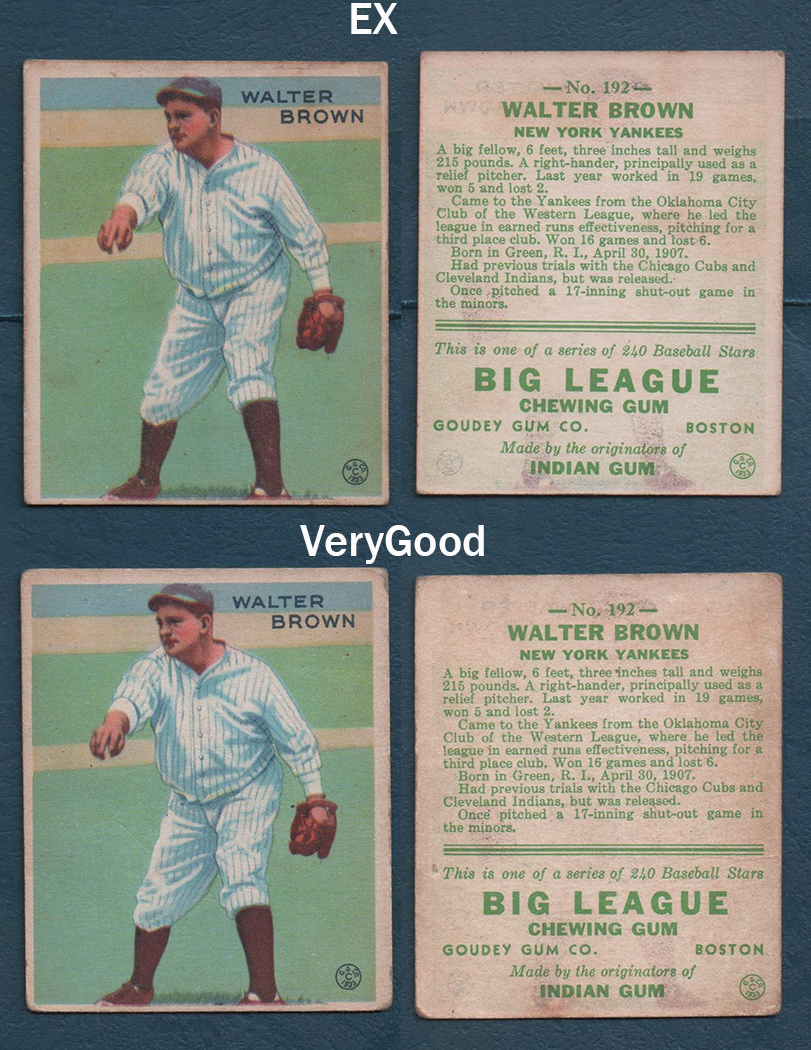 EX
WALTER
BROWN
— No. 192 —
WALTER BROWN
NEW YORK YANKEES
A big fellow, 6 feet, three inches tall and weighs
215 pounds. A right-hander, principally used as a
relief pitcher. Last year worked in 19 games,
won 5 and lost 2.
Came to the Yankees from the Oklahoma City
Club of the Western League, where he led the
league in earned runs effectiveness, pitching for a
third place club. Won 16 games and lost 6.
Born in Green, R. I., April 30, 1907.
Had previous trials with the Chicago Cubs and
Cleveland Indians, but was released.
Once pitched a 17-inning shut-out game in
the minors.
This is one of a series of 240 Baseball Stars
BIG LEAGUE
CHEWING GUM
GOUDEY GUM CO. BOSTON
Made by the originators of
INDIAN GUM
G. G. Co.
C
1933
G. G. Co.
C
1933
VeryGood
WALTER
BROWN
— No. 192 —
WALTER BROWN
NEW YORK YANKEES
A big fellow, 6 feet, three inches tall and weighs
215 pounds. A right-hander, principally used as a
relief pitcher. Last year worked in 19 games,
won 5 and lost 2.
Came to the Yankees from the Oklahoma City
Club of the Western League, where he led the
league in earned runs effectiveness, pitching for a
third place club. Won 16 games and lost 6.
Born in Green, R. I., April 30, 1907.
Had previous trials with the Chicago Cubs and
Cleveland Indians, but was released.
Once pitched a 17-inning shut-out game in
the minors.
This is one of a series of 240 Baseball Stars
BIG LEAGUE
CHEWING GUM
GOUDEY GUM CO. BOSTON
Made by the originators of
INDIAN GUM
G. G. Co.
C
1933
G. G. Co.
C
1933